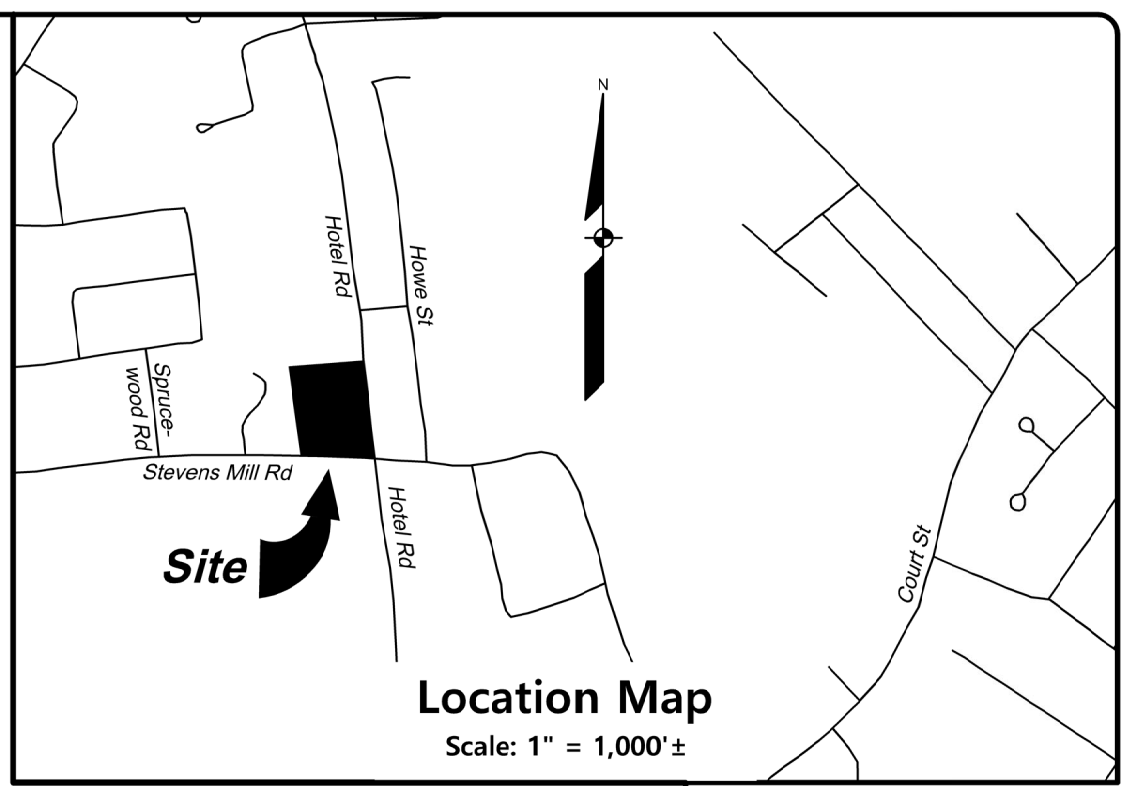 N
Hotel Rd
Howe St
Spruce-
wood Rd
Stevens Mill Rd
Hotel Rd
Site
Court St
Location Map
Scale: 1" = 1,000'±